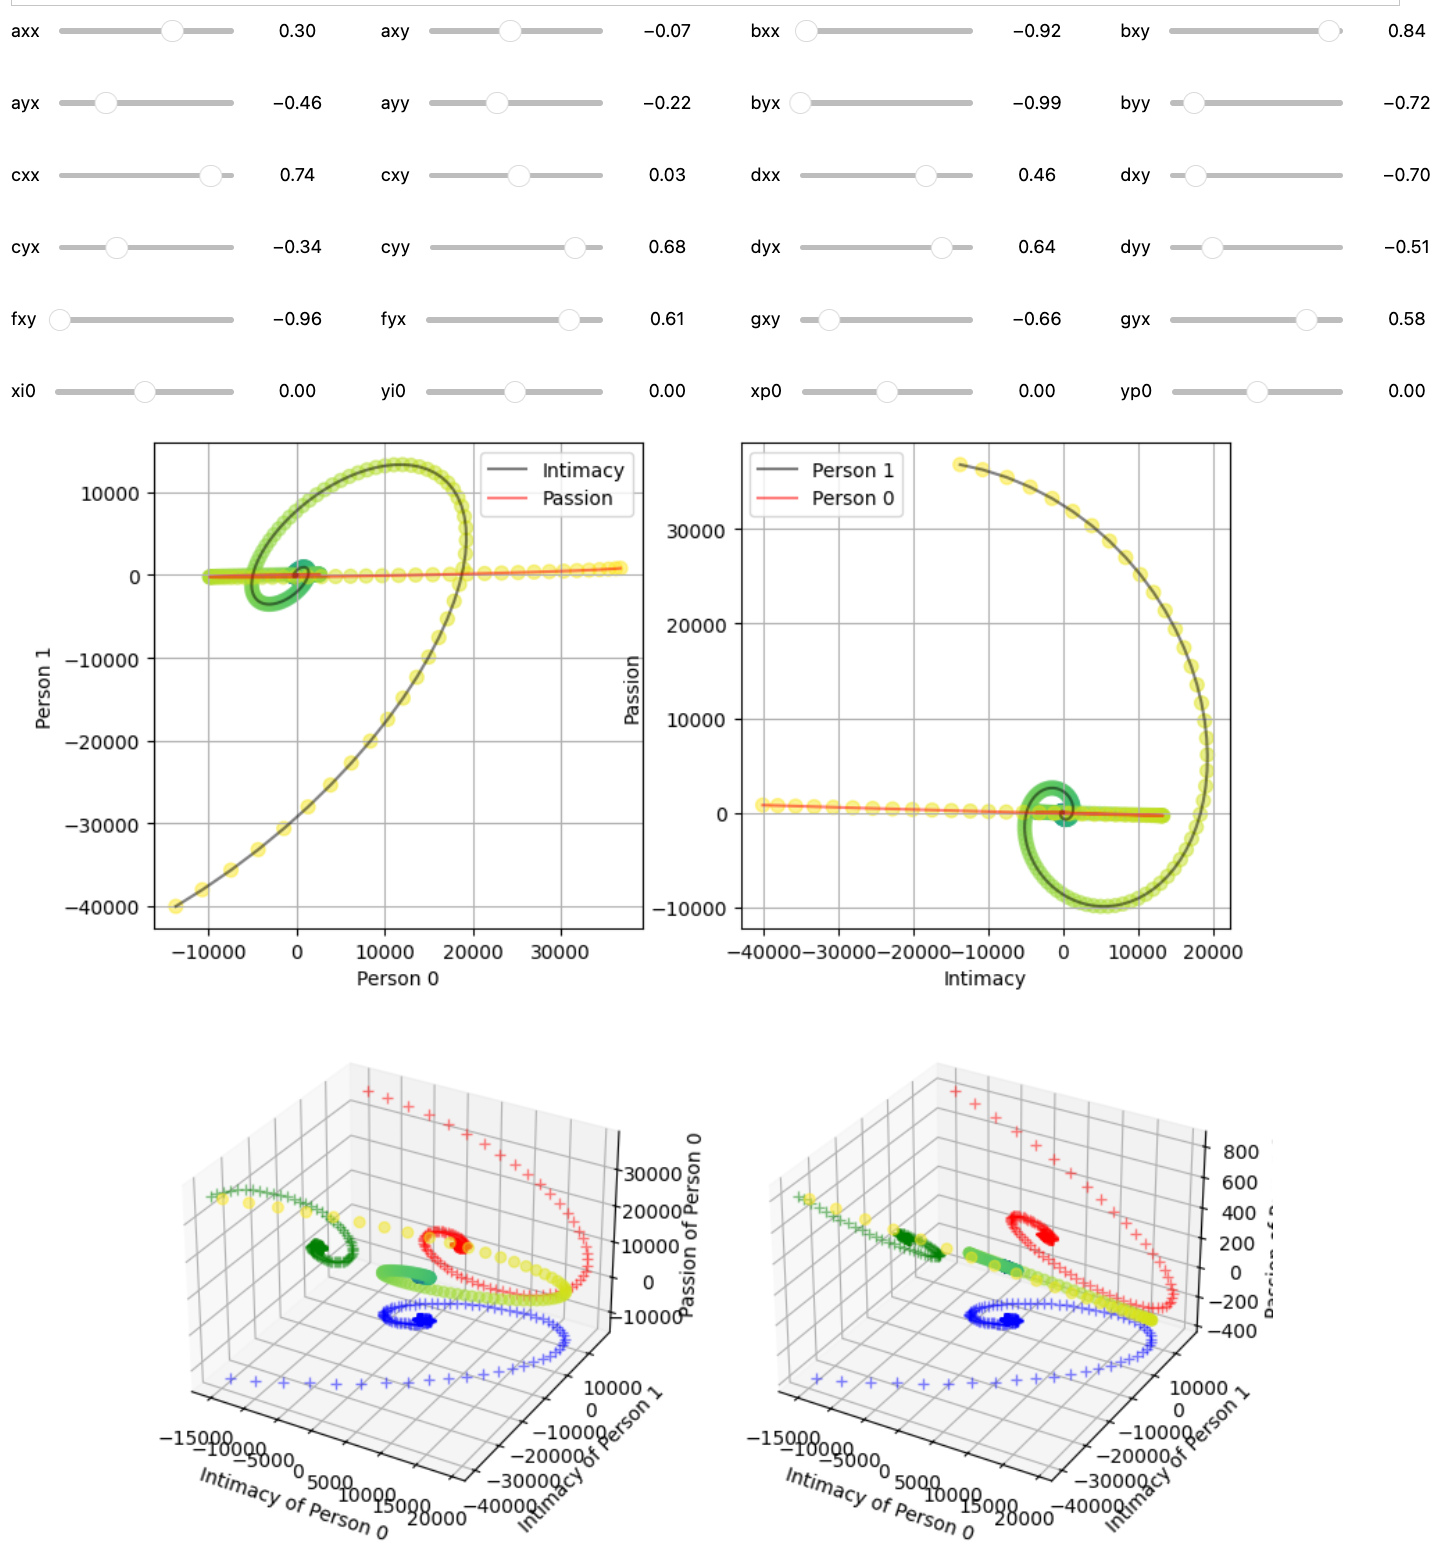 axx 0.30 axy −0.07 bxx −0.92 bxy 0.84
ayx −0.46 ayy −0.22 byx −0.99 byy −0.72
cxx 0.74 cxy 0.03 dxx 0.46 dxy −0.70
cyx −0.34 cyy 0.68 dyx 0.64 dyy −0.51
fxy −0.96 fyx 0.61 gxy −0.66 gyx 0.58
xi0 0.00 yi0 0.00 xp0 0.00 yp0 0.00
Intimacy
Passion
10000
0
−10000
−20000
−30000
−40000
Person 1
−10000 0 10000 20000 30000
Person 0
Person 1
Person 0
30000
20000
10000
0
−10000
Passion
−40000 −30000 −20000 −10000 0 10000 20000
Intimacy
30000
20000
10000
0
−10000
Passion of Person 0
10000
0
−10000
−20000
−30000
−40000
Intimacy of Person 1
−15000
−10000
−5000
0
5000
10000
15000
20000
Intimacy of Person 0
800
600
400
200
0
−200
−400
10000
0
−10000
−20000
−30000
−40000
Intimacy of Person 1
−15000
−10000
−5000
0
5000
10000
15000
20000
Intimacy of Person 0